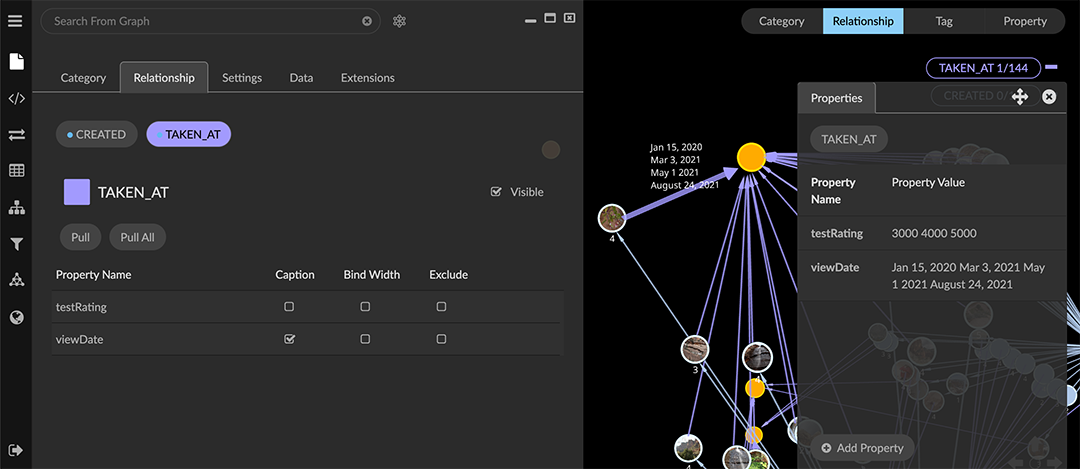 Search From Graph
Category Relationship Tag Property
Category Relationship Settings Data Extensions
TAKEN_AT 1/144
CREATED 0/
Properties
CREATED TAKEN_AT
TAKEN_AT
TAKEN_AT Visible
Pull Pull All
Property Name Caption Bind Width Exclude
testRating
viewDate
Jan 15, 2020
Mar 3, 2021
May 1 2021
August 24, 2021
4
3
4
4
Property Name Property Value
testRating 3000 4000 5000
viewDate Jan 15, 2020 Mar 3, 2021 May
1 2021 August 24, 2021
Add Property